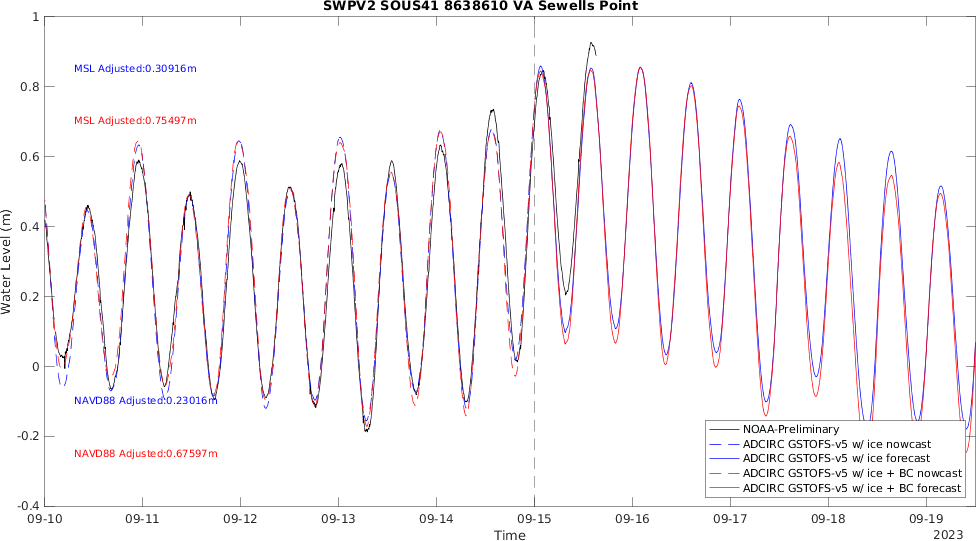 SWPV2 SOUS41 8638610 VA Sewells Point
1
0.8
0.6
0.4
0.2
0
-0.2
-0.4
Water Level (m)
MSL Adjusted:0.30916m
MSL Adjusted:0.75497m
NAVD88 Adjusted:0.23016m
NAVD88 Adjusted:0.67597m
NOAA-Preliminary
ADCIRC GSTOFS-v5 w/ ice nowcast
ADCIRC GSTOFS-v5 w/ ice forecast
ADCIRC GSTOFS-v5 w/ ice + BC nowcast
ADCIRC GSTOFS-v5 w/ ice + BC forecast
09-10 09-11 09-12 09-13 09-14 09-15 09-16 09-17 09-18 09-19
Time
2023